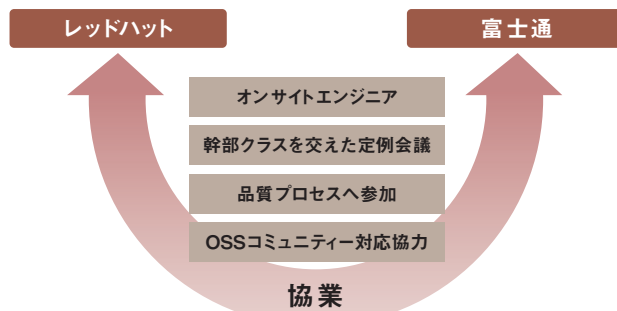 レッドハット
富士通
オンサイトエンジニア
幹部クラスを交えた定例会議
品質プロセスへ参加
OSSコミュニティー対応協力
協業